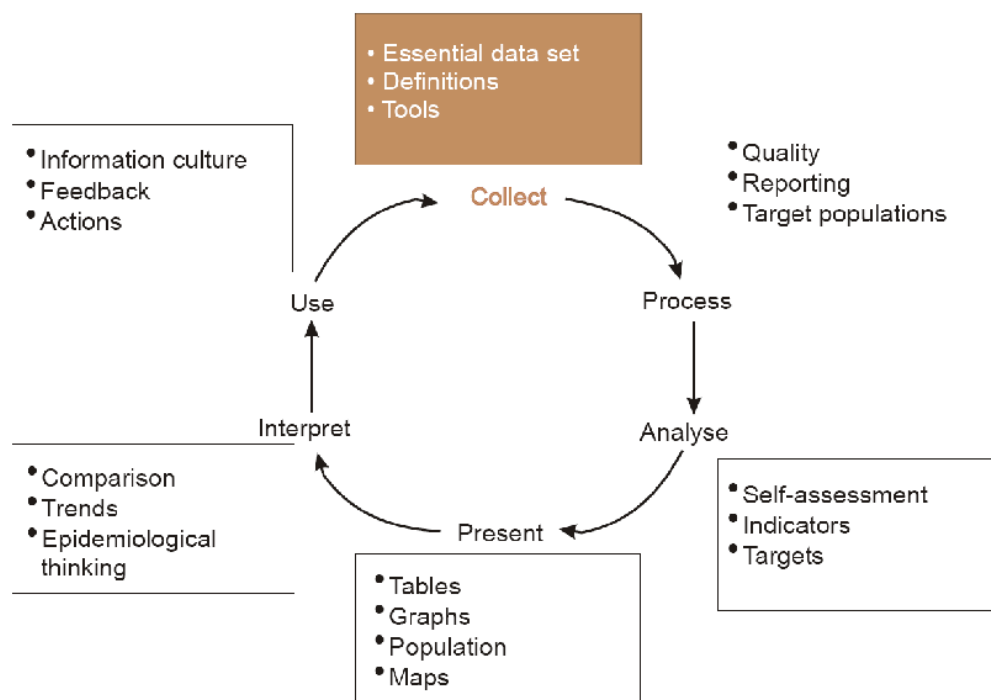 • Essential data set
• Definitions
• Tools
Collect
• Quality
• Reporting
• Target populations
Process
Analyse
• Self-assessment
• Indicators
• Targets
Present
• Tables
• Graphs
• Population
• Maps
Interpret
• Comparison
• Trends
• Epidemiological
thinking
Use
• Information culture
• Feedback
• Actions